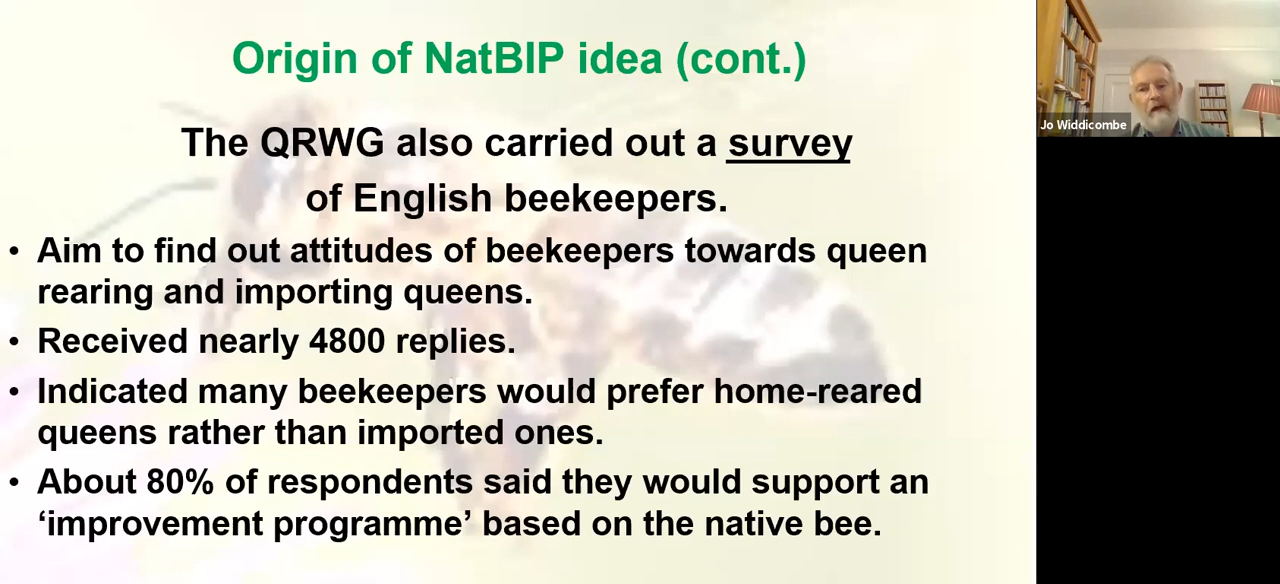 Origin of NatBIP idea (cont.)
The QRWG also carried out a survey
of English beekeepers.
• Aim to find out attitudes of beekeepers towards queen
rearing and importing queens.
• Received nearly 4800 replies.
• Indicated many beekeepers would prefer home-reared
queens rather than imported ones.
• About 80% of respondents said they would support an
‘improvement programme’ based on the native bee.
Jo Widdicombe